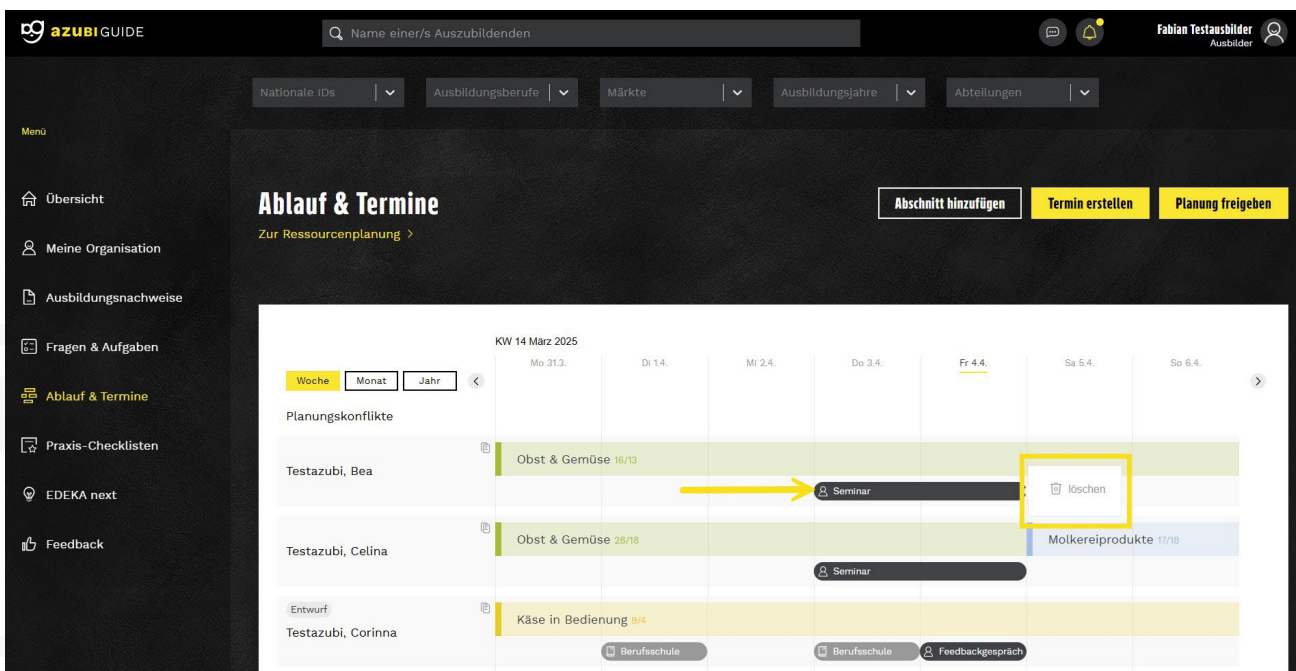 azubiGUIDE
Name einer/s Auszubildenden
Fabian Testausbilder
Ausbilder
Nationale IDs
Ausbildungsberufe
Märkte
Ausbildungsjahre
Abteilungen
Menü
Übersicht
Meine Organisation
Ausbildungsnachweise
Fragen & Aufgaben
Ablauf & Termine
Praxis-Checklisten
EDEKA next
Feedback
Ablauf & Termine
Zur Ressourcenplanung >
Abschnitt hinzufügen
Termin erstellen
Planung freigeben
KW 14 März 2025
Mo 31.3. Di 1.4. Mi 2.4. Do 3.4. Fr 4.4. Sa 5.4. So 6.4.
Woche Monat Jahr
Planungskonflikte
Testazubi, Bea
Obst & Gemüse 16/13
Seminar
löschen
Testazubi, Celina
Obst & Gemüse 28/18
Molkereiprodukte 17/18
Seminar
Entwurf
Testazubi, Corinna
Käse in Bedienung 9/4
Berufsschule
Berufsschule
Feedbackgespräch